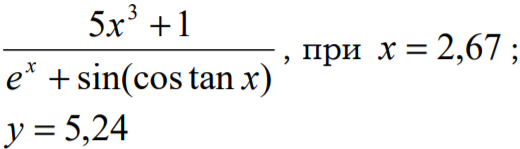 5x³ + 1
eˣ + sin(cos tan x) , при x = 2,67 ;
y = 5,24